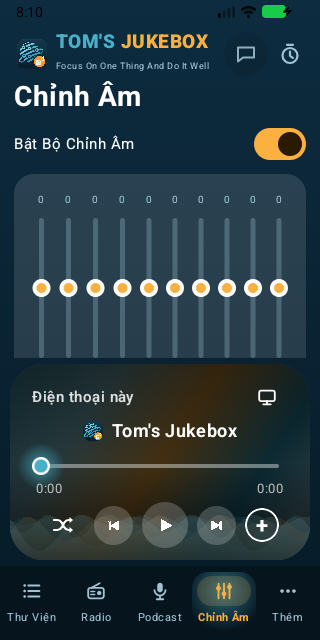 8:10
TOM'S JUKEBOX
Focus On One Thing And Do It Well
Chỉnh Âm
Bật Bộ Chỉnh Âm
0 0 0 0 0 0 0 0 0 0
Điện thoại này
Tom's Jukebox
0:00 0:00
Thư Viện Radio Podcast Chỉnh Âm Thêm